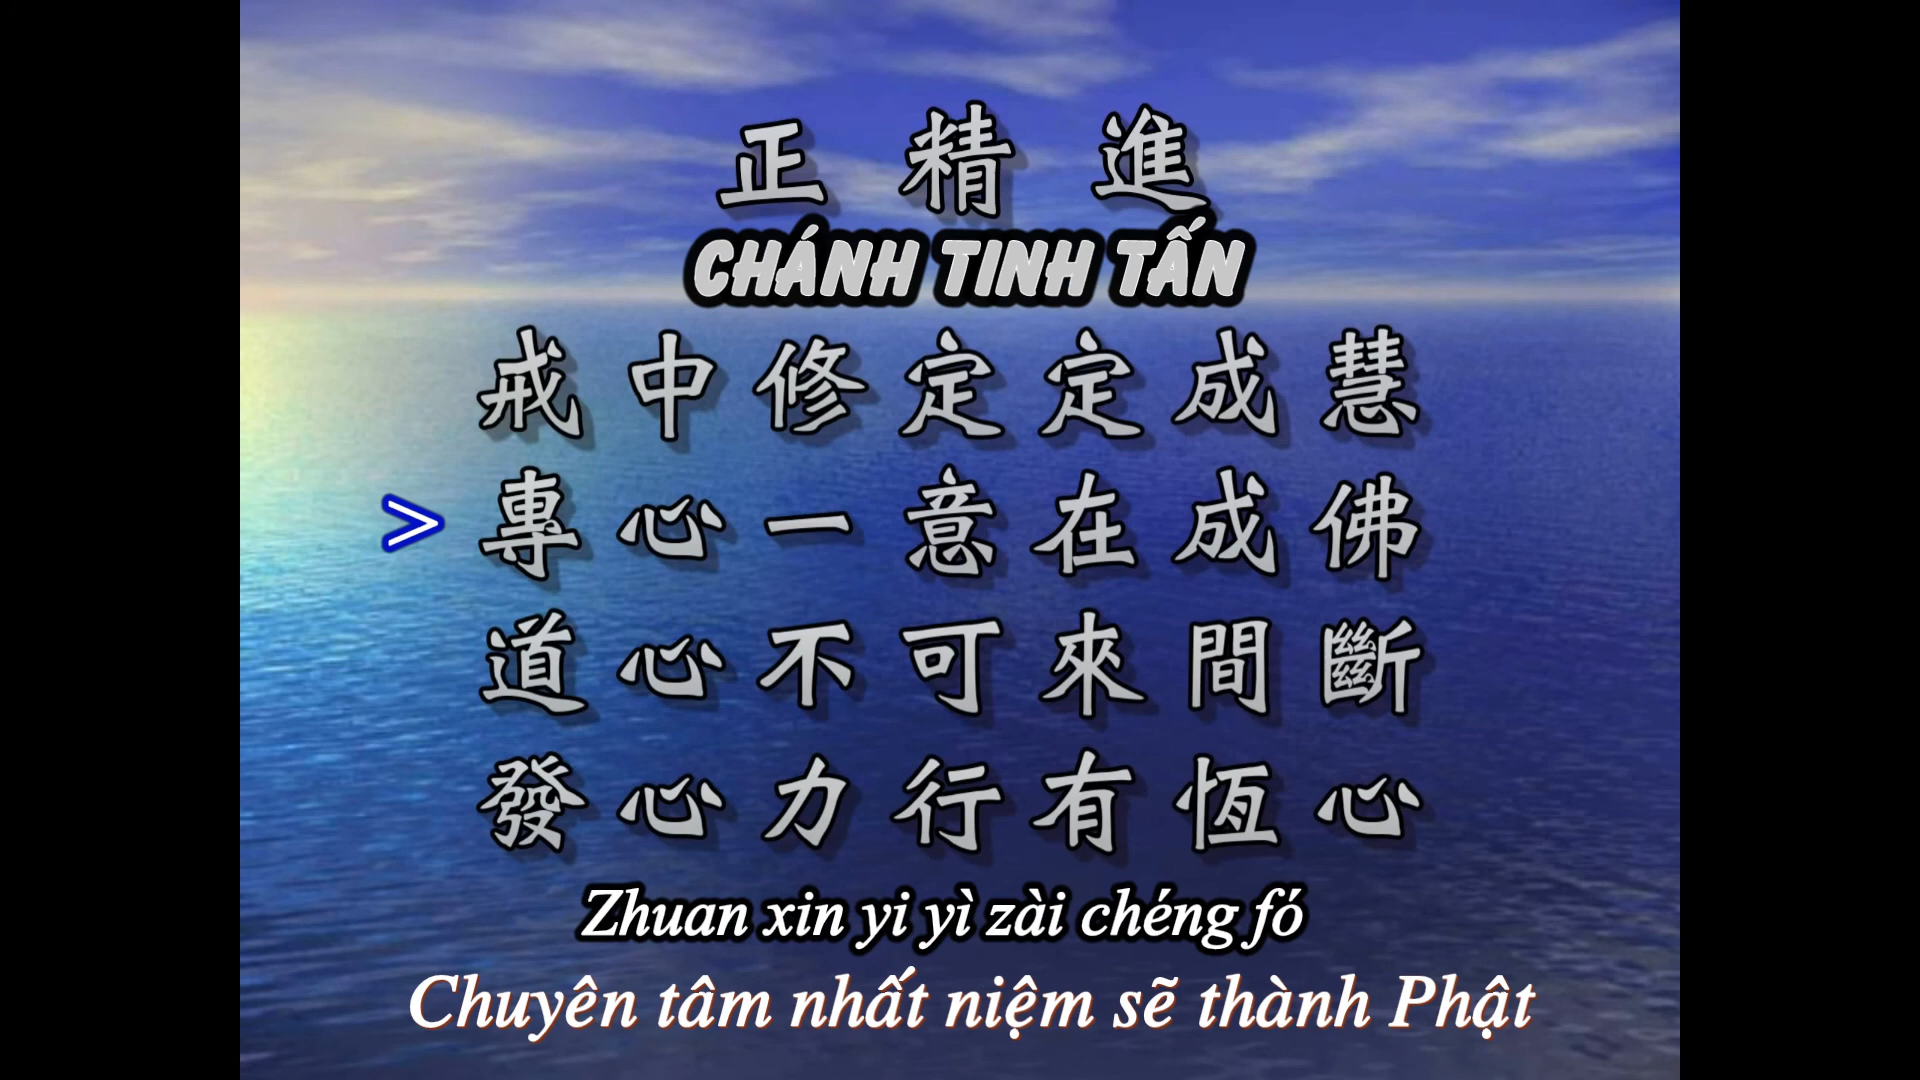 正精進
CHÁNH TINH TẤN
戒中修定定成慧
> 專心一意在成佛
道心不可來間斷
發心力行有恆心
Zhuan xin yi yì zài chéng fó
Chuyên tâm nhất niệm sẽ thành Phật